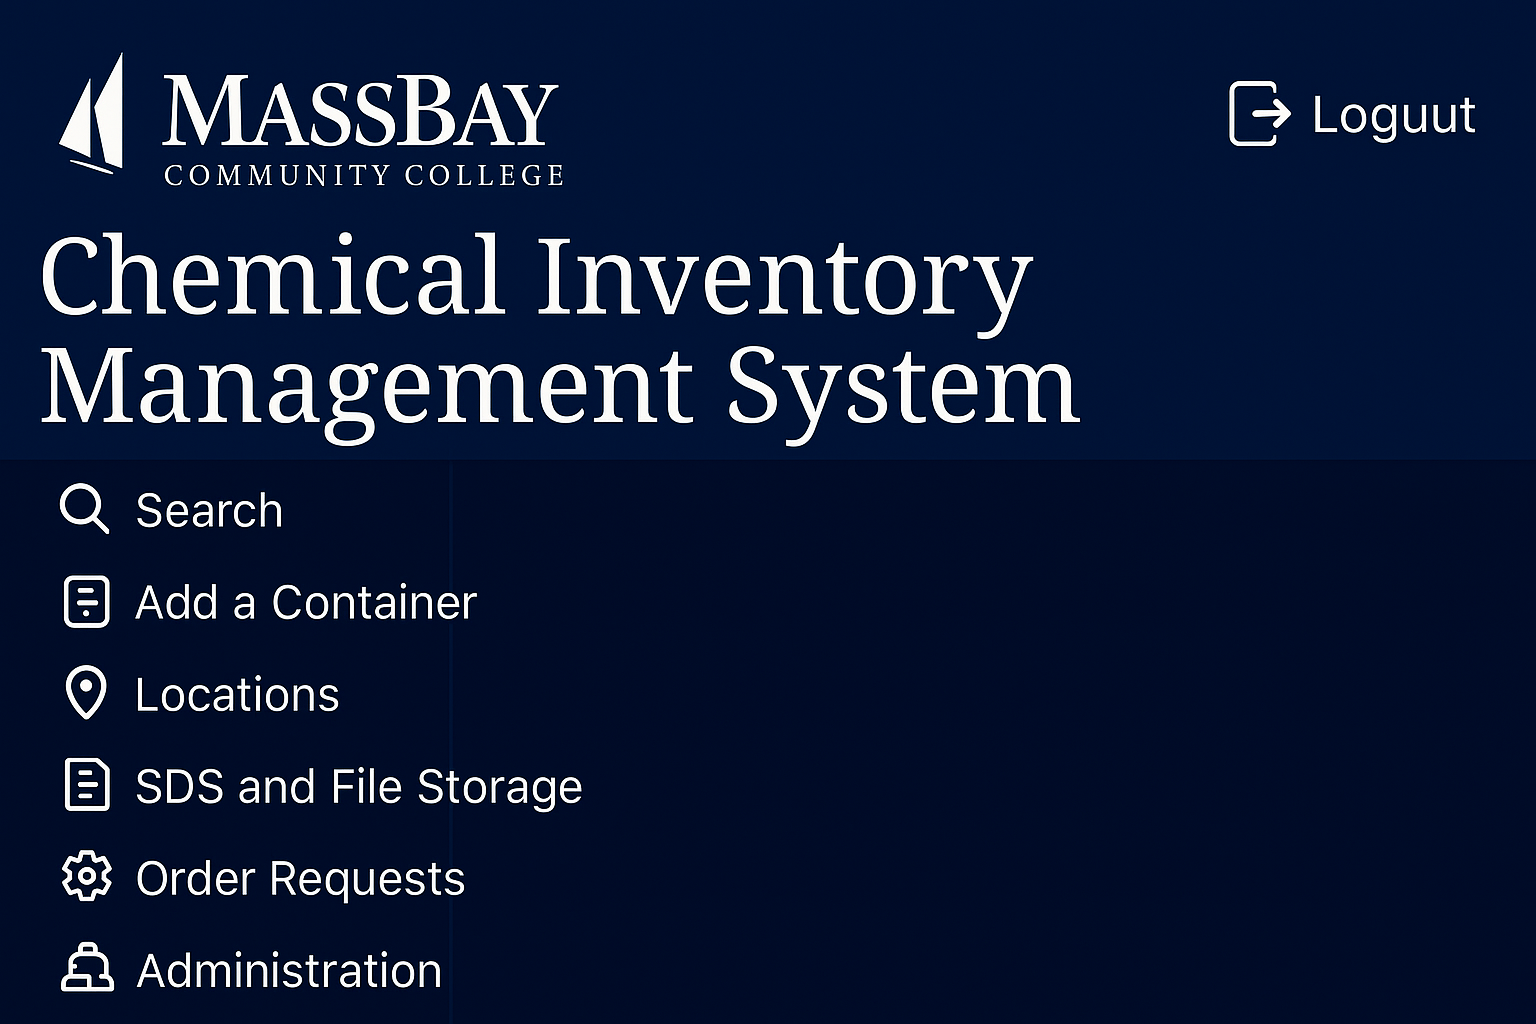 MASSBAY
COMMUNITY COLLEGE
Loguut
Chemical Inventory
Management System
Search
Add a Container
Locations
SDS and File Storage
Order Requests
Administration